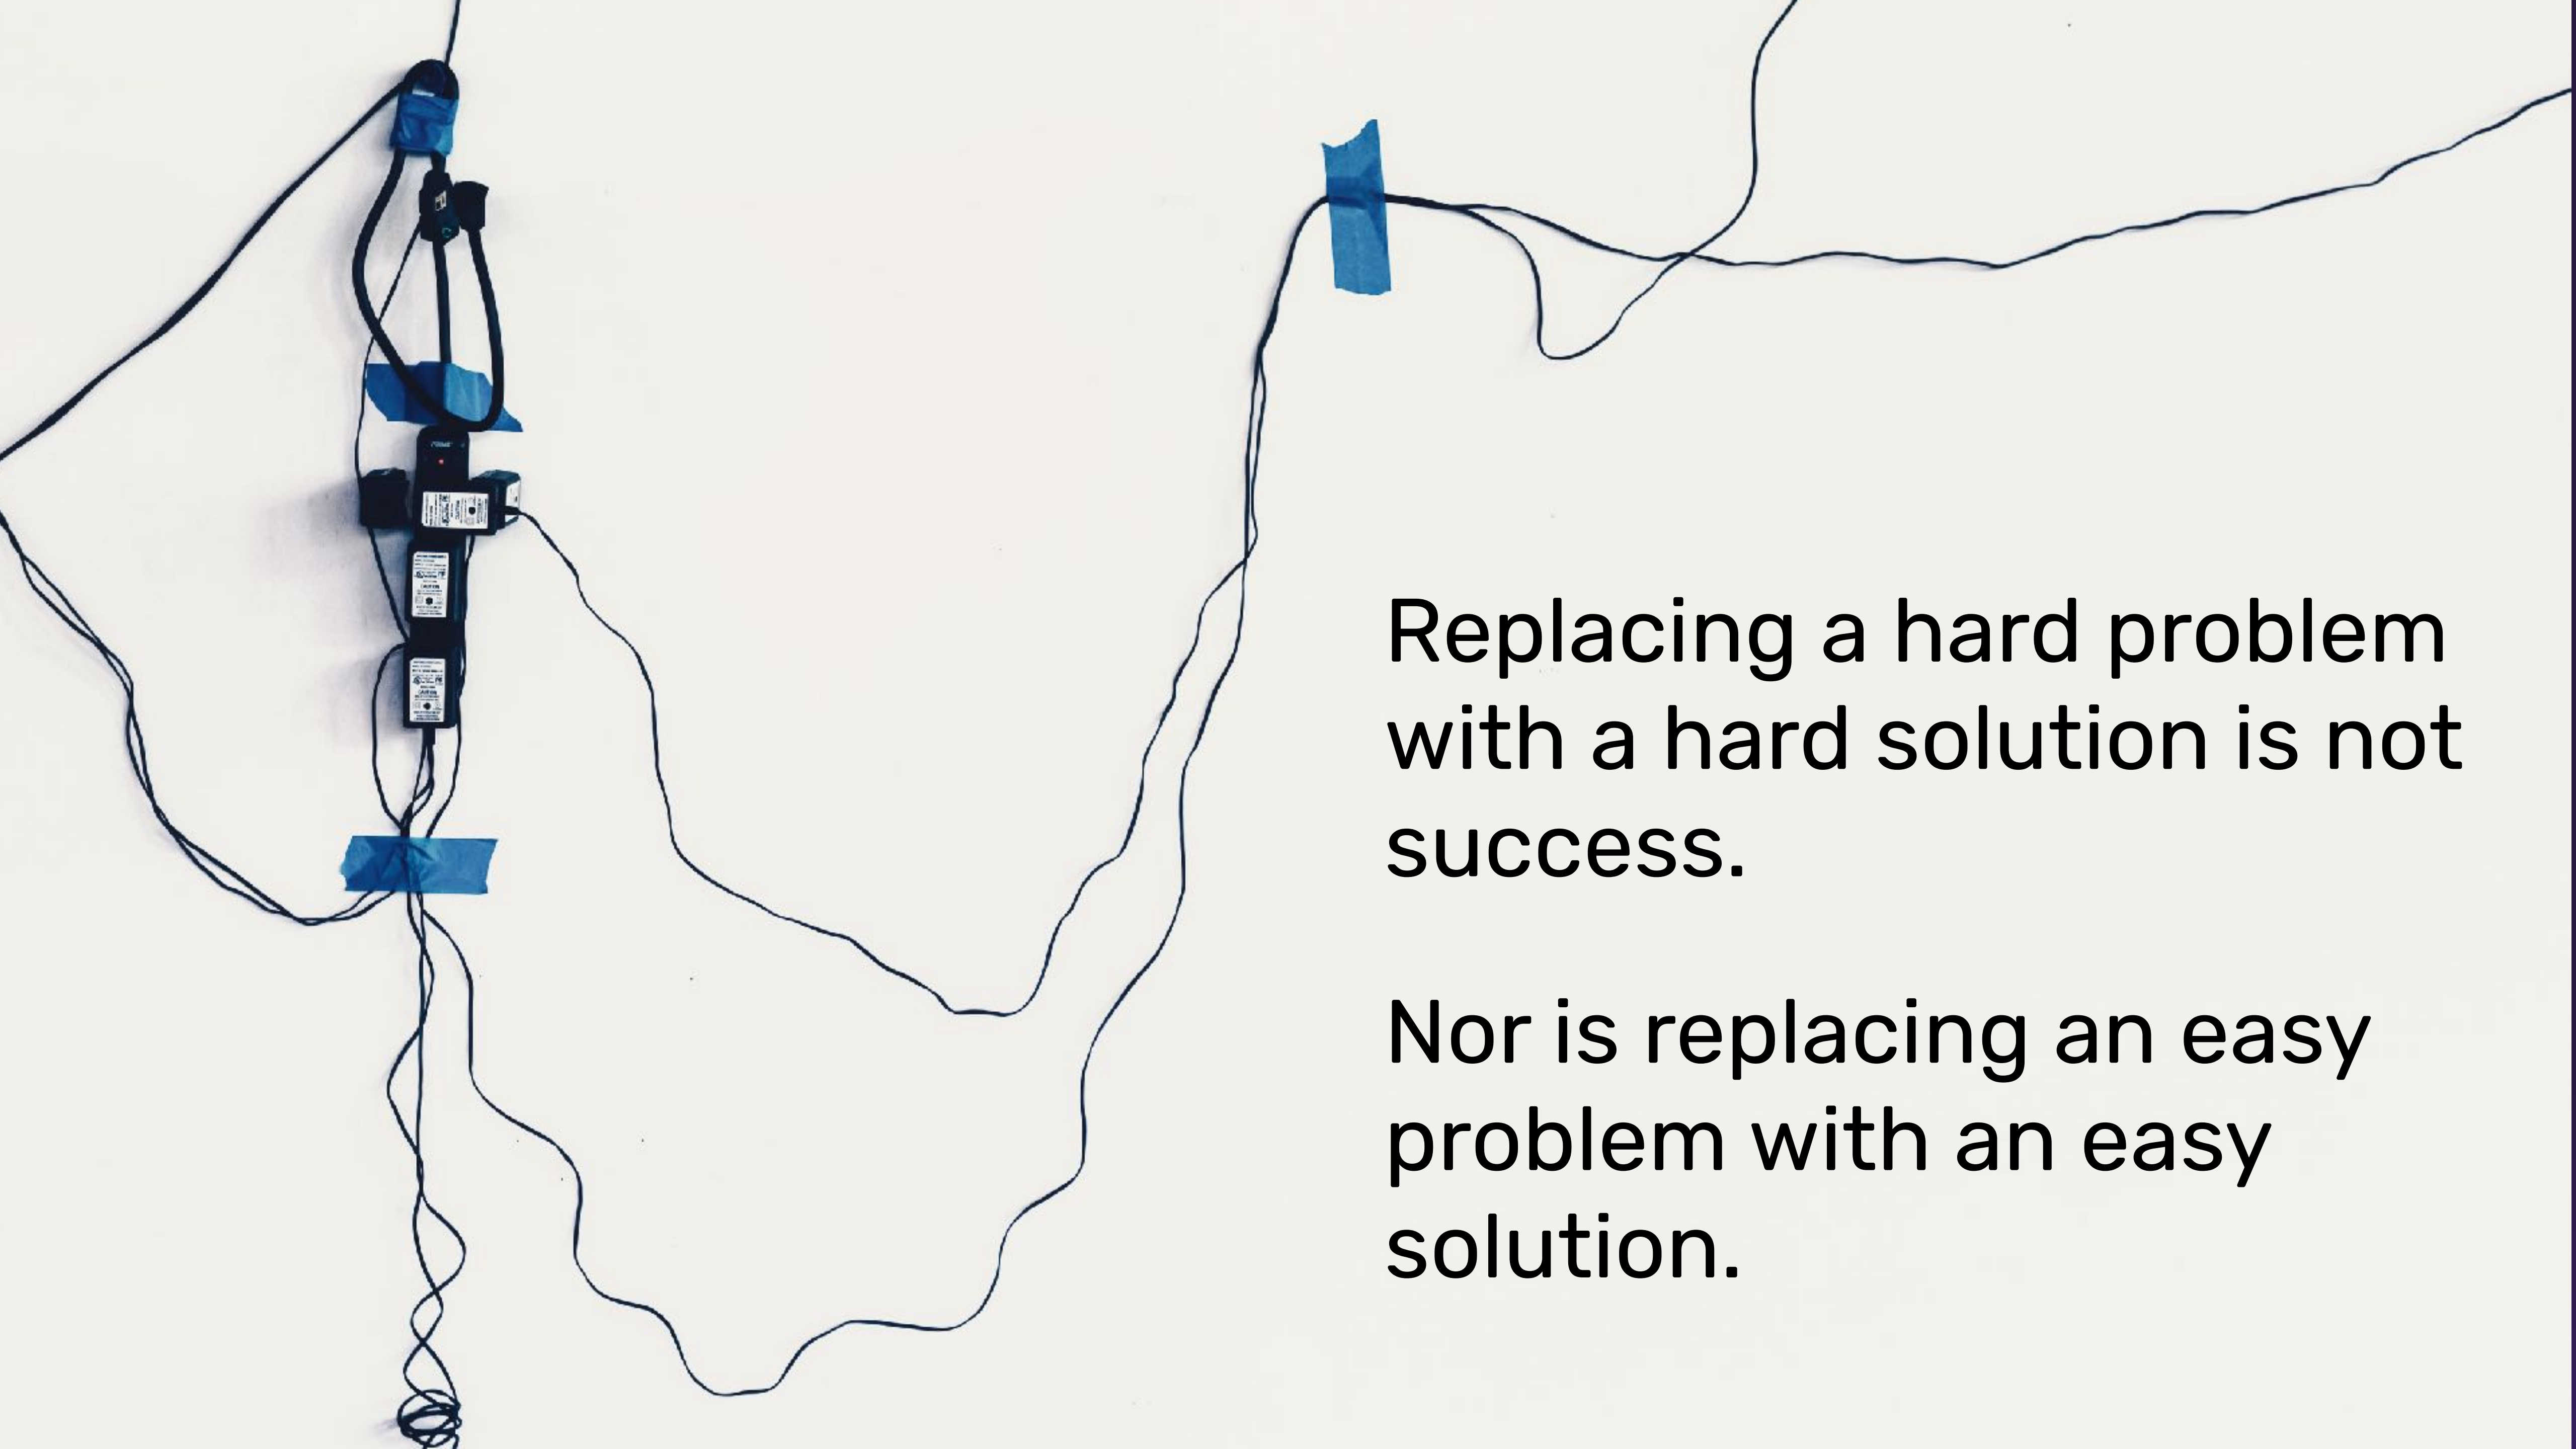 Replacing a hard problem
with a hard solution is not
success.
Nor is replacing an easy
problem with an easy
solution.